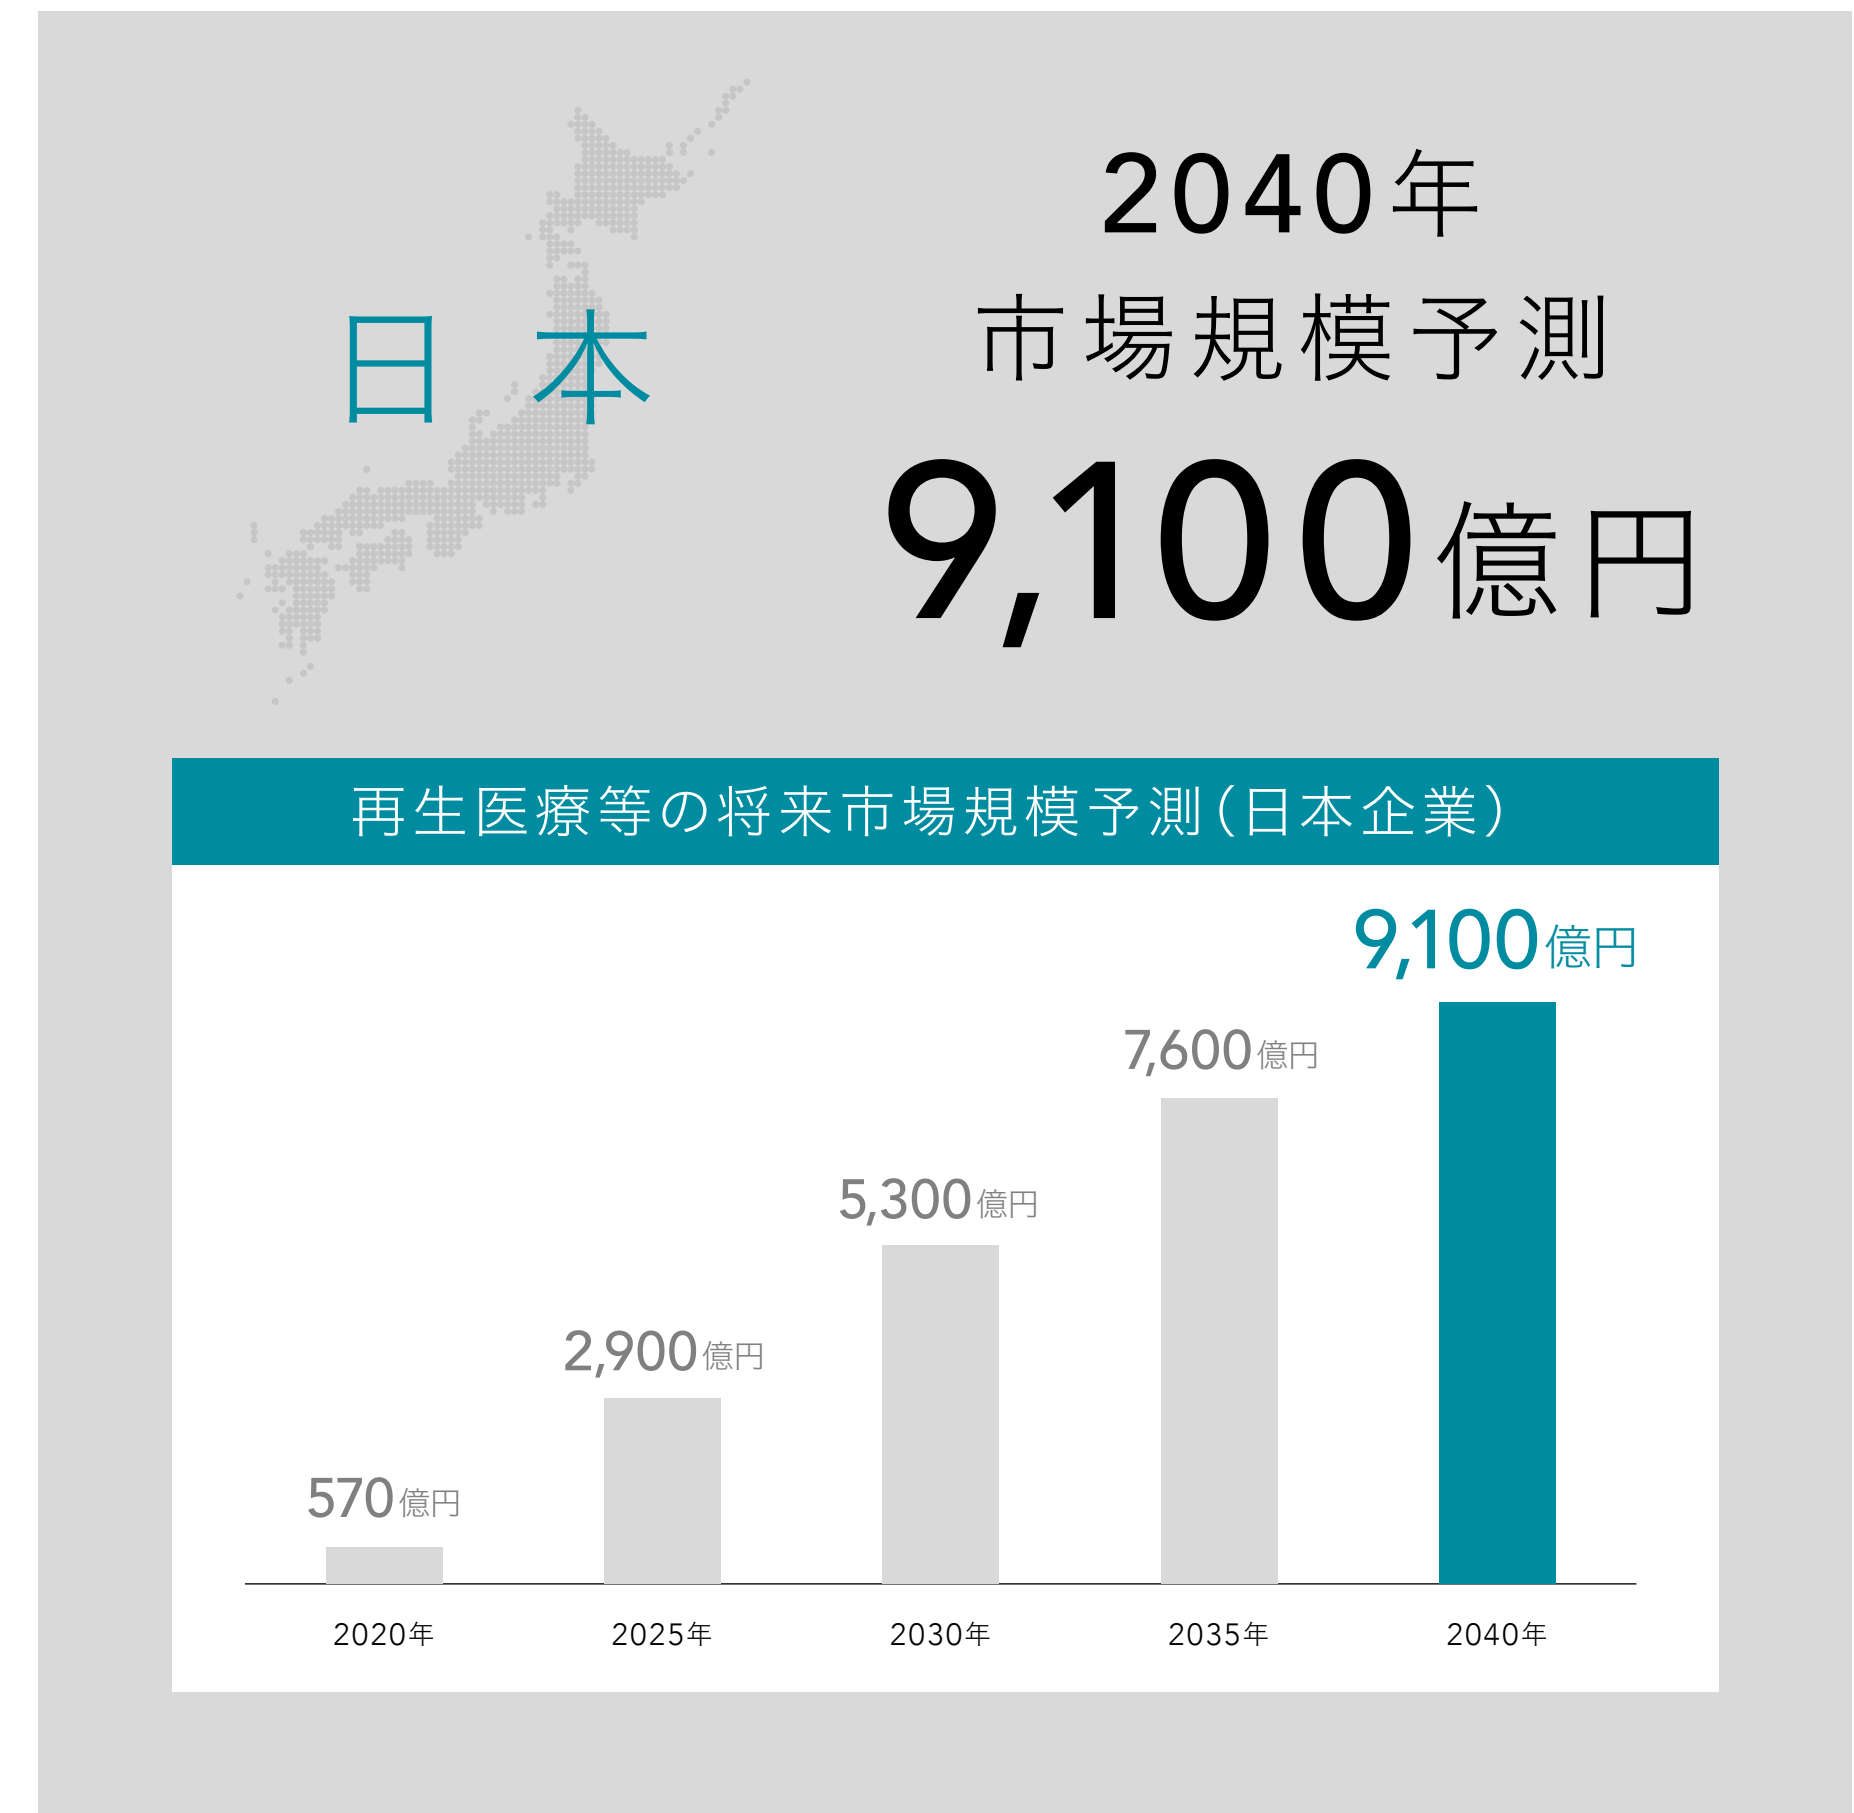 日本
2040年
市場規模予測
9,100億円
再生医療等の将来市場規模予測(日本企業)
9,100億円
7,600億円
5,300億円
2,900億円
570億円
2020年 2025年 2030年 2035年 2040年